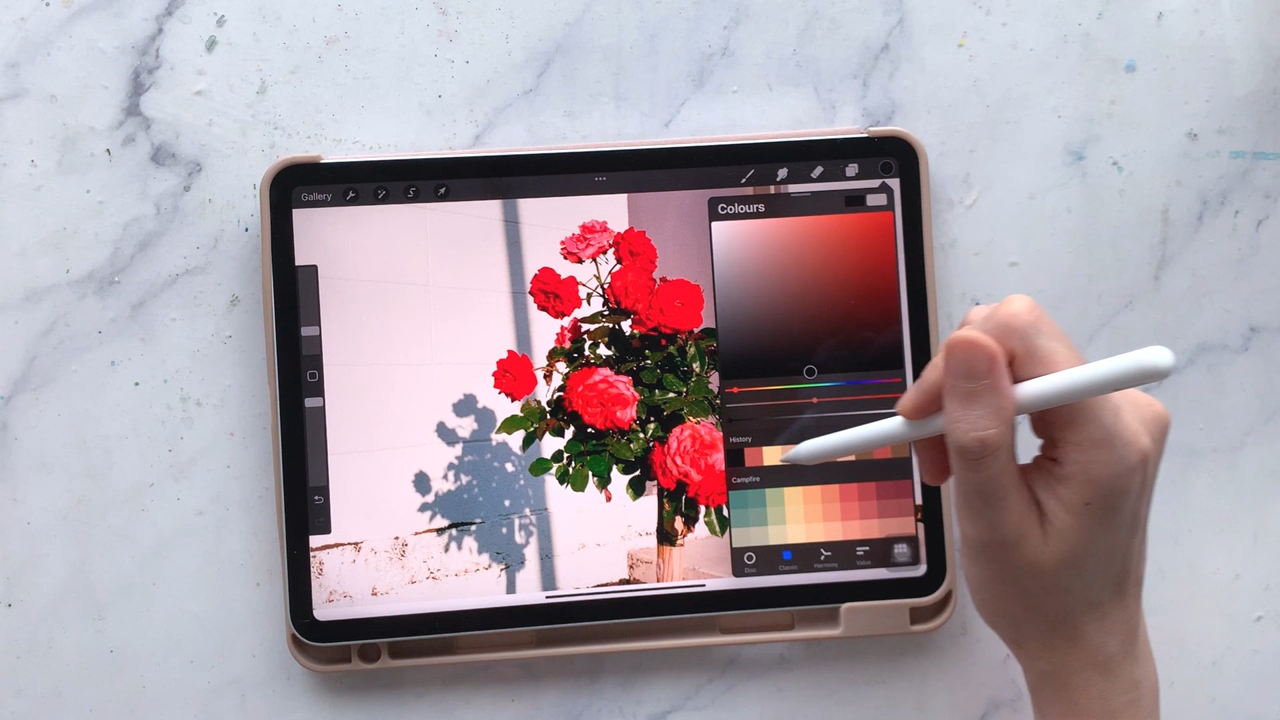 Gallery
Colours
History
Campfire
Disc
Classic
Harmony
Value